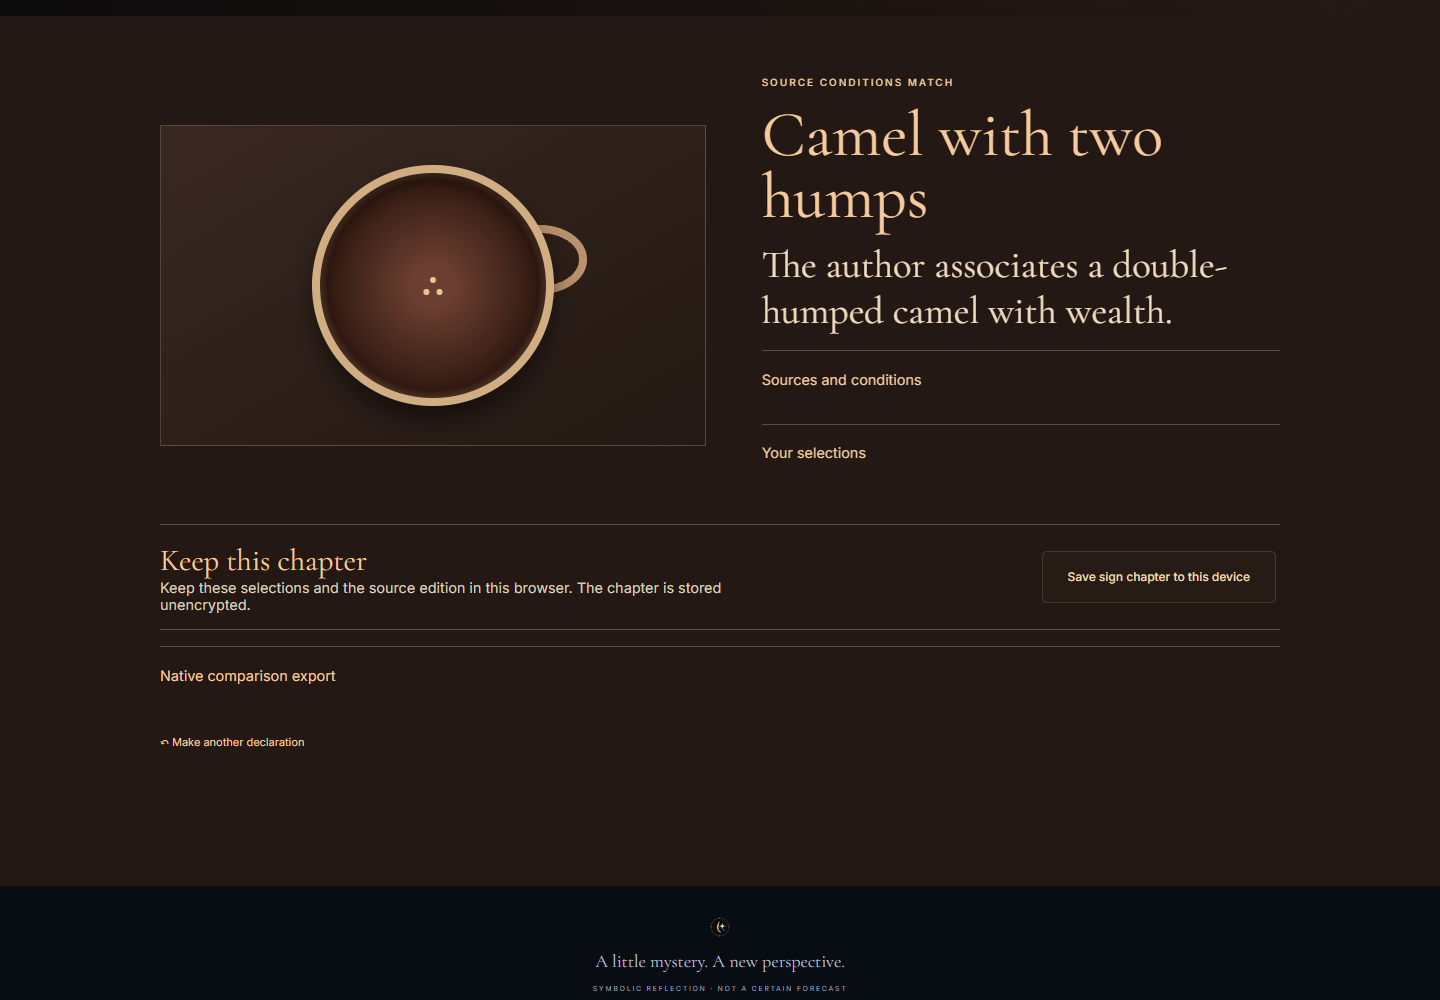 SOURCE CONDITIONS MATCH
Camel with two
humps
The author associates a double-
humped camel with wealth.
Sources and conditions
Your selections
Keep this chapter
Keep these selections and the source edition in this browser. The chapter is stored
unencrypted.
Save sign chapter to this device
Native comparison export
↶ Make another declaration
A little mystery. A new perspective.
SYMBOLIC REFLECTION · NOT A CERTAIN FORECAST